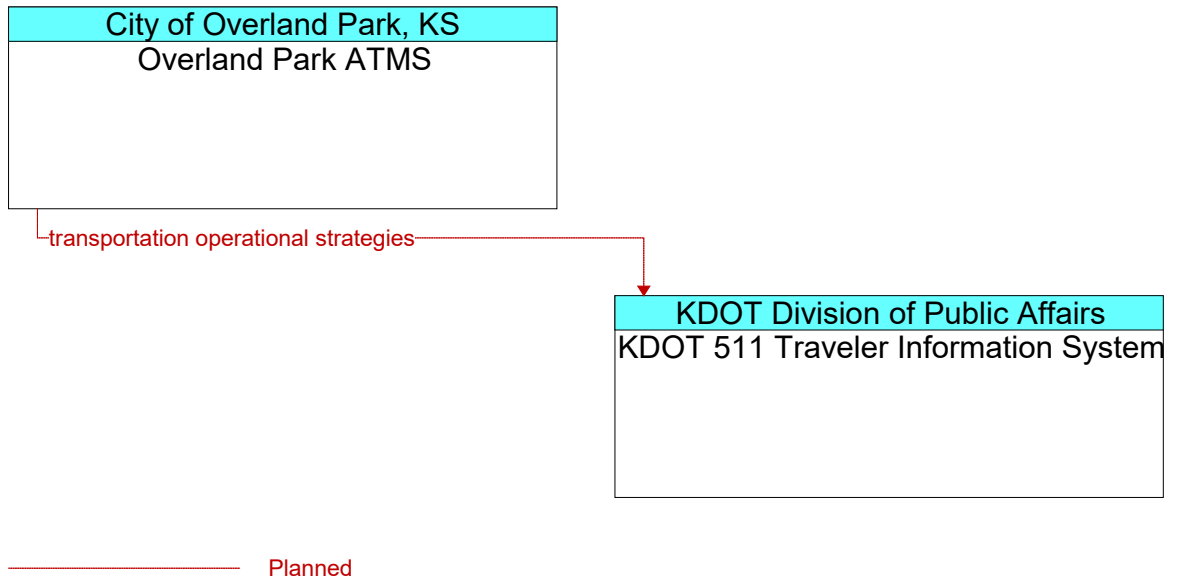 City of Overland Park, KS
Overland Park ATMS
transportation operational strategies
KDOT Division of Public Affairs
KDOT 511 Traveler Information System
Planned